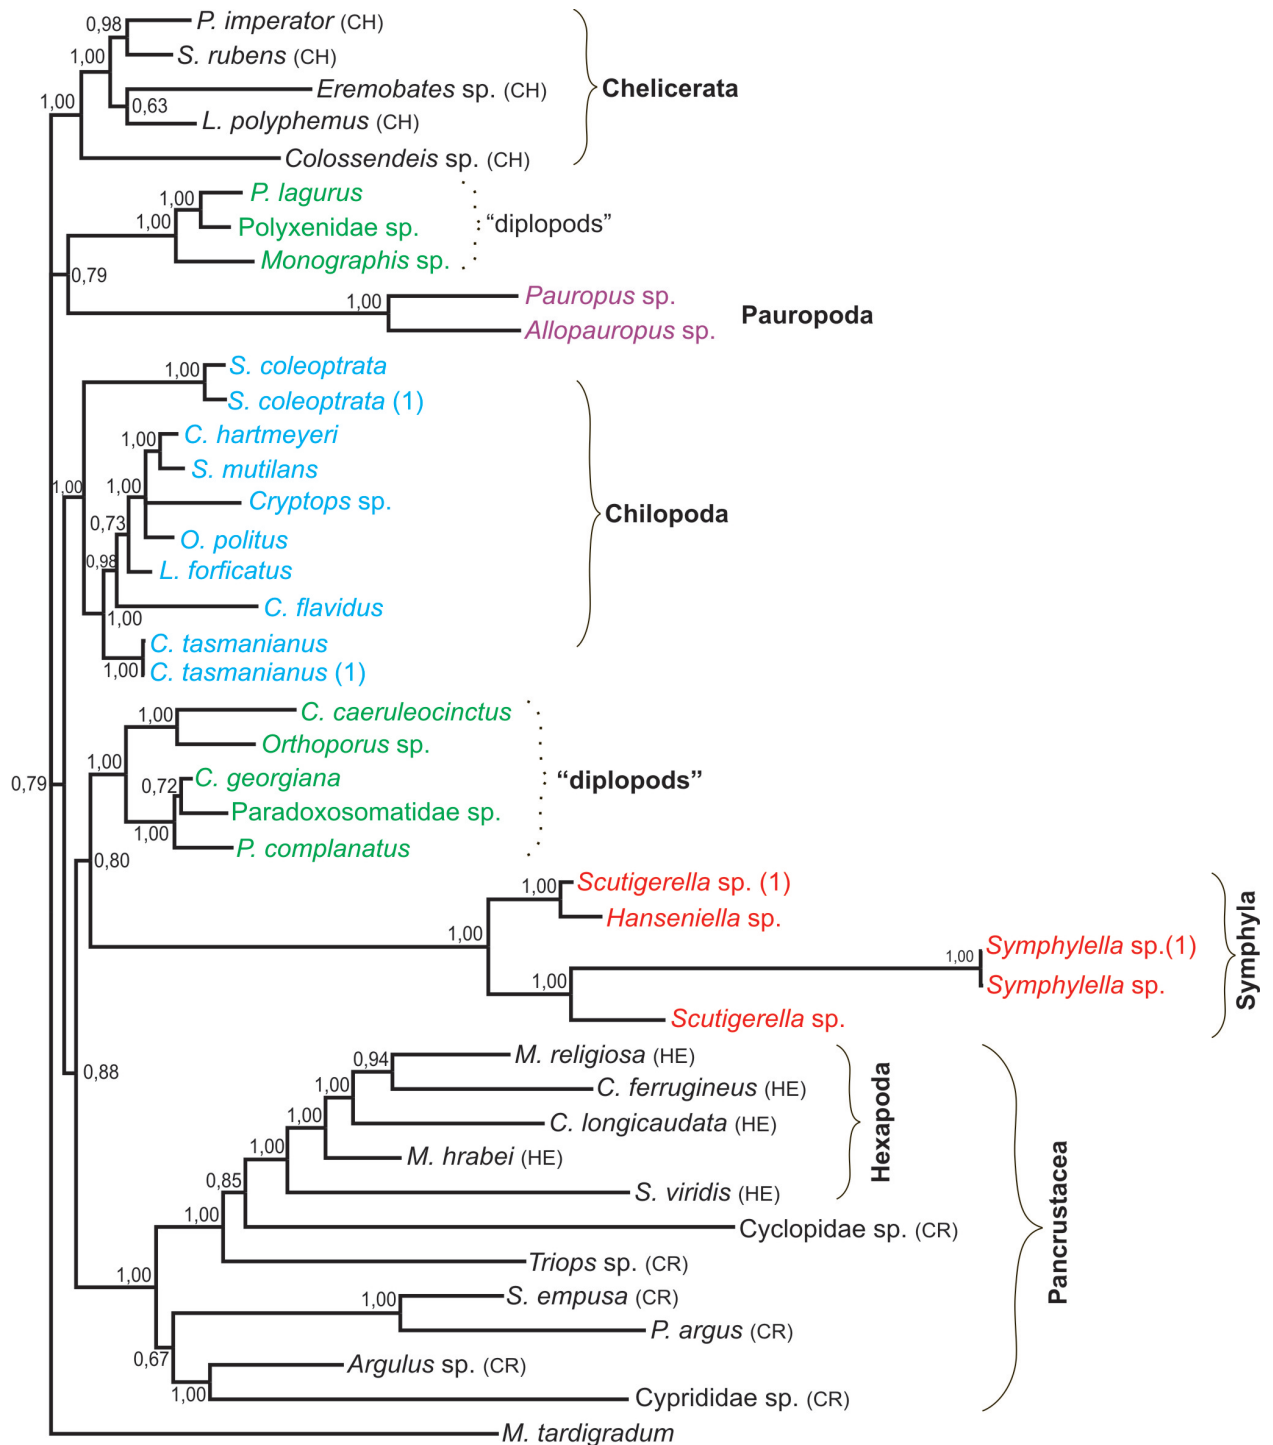 0,98
P. imperator (CH)
1,00
S. rubens (CH)
Eremobates sp. (CH)
Chelicerata
1,00
0,63
L. polyphemus (CH)
Colossendeis sp. (CH)
1,00
P. lagurus
1,00
Polyxenidae sp.
“diplopods”
Monographis sp.
0,79
1,00
Pauropus sp.
Pauropoda
Allopauropus sp.
1,00
S. coleoptrata
S. coleoptrata (1)
1,00
C. hartmeyeri
S. mutilans
1,00
1,00
Cryptops sp.
Chilopoda
0,73
O. politus
0,98
L. forficatus
C. flavidus
1,00
C. tasmanianus
1,00
C. tasmanianus (1)
1,00
C. caeruleocinctus
Orthoporus sp.
1,00
0,79
0,72
C. georgiana
“diplopods”
Paradoxosomatidae sp.
1,00
P. complanatus
0,80
1,00
Scutigerella sp. (1)
Hanseniella sp.
1,00
1,00
Symphylella sp.(1)
Symphyla
1,00
Symphylella sp.
Scutigerella sp.
0,88
0,94
M. religiosa (HE)
1,00
C. ferrugineus (HE)
1,00
C. longicaudata (HE)
Hexapoda
1,00
M. hrabei (HE)
0,85
S. viridis (HE)
1,00
Cyclopidae sp. (CR)
Pancrustacea
Triops sp. (CR)
1,00
1,00
S. empusa (CR)
P. argus (CR)
0,67
Argulus sp. (CR)
1,00
Cyprididae sp. (CR)
M. tardigradum